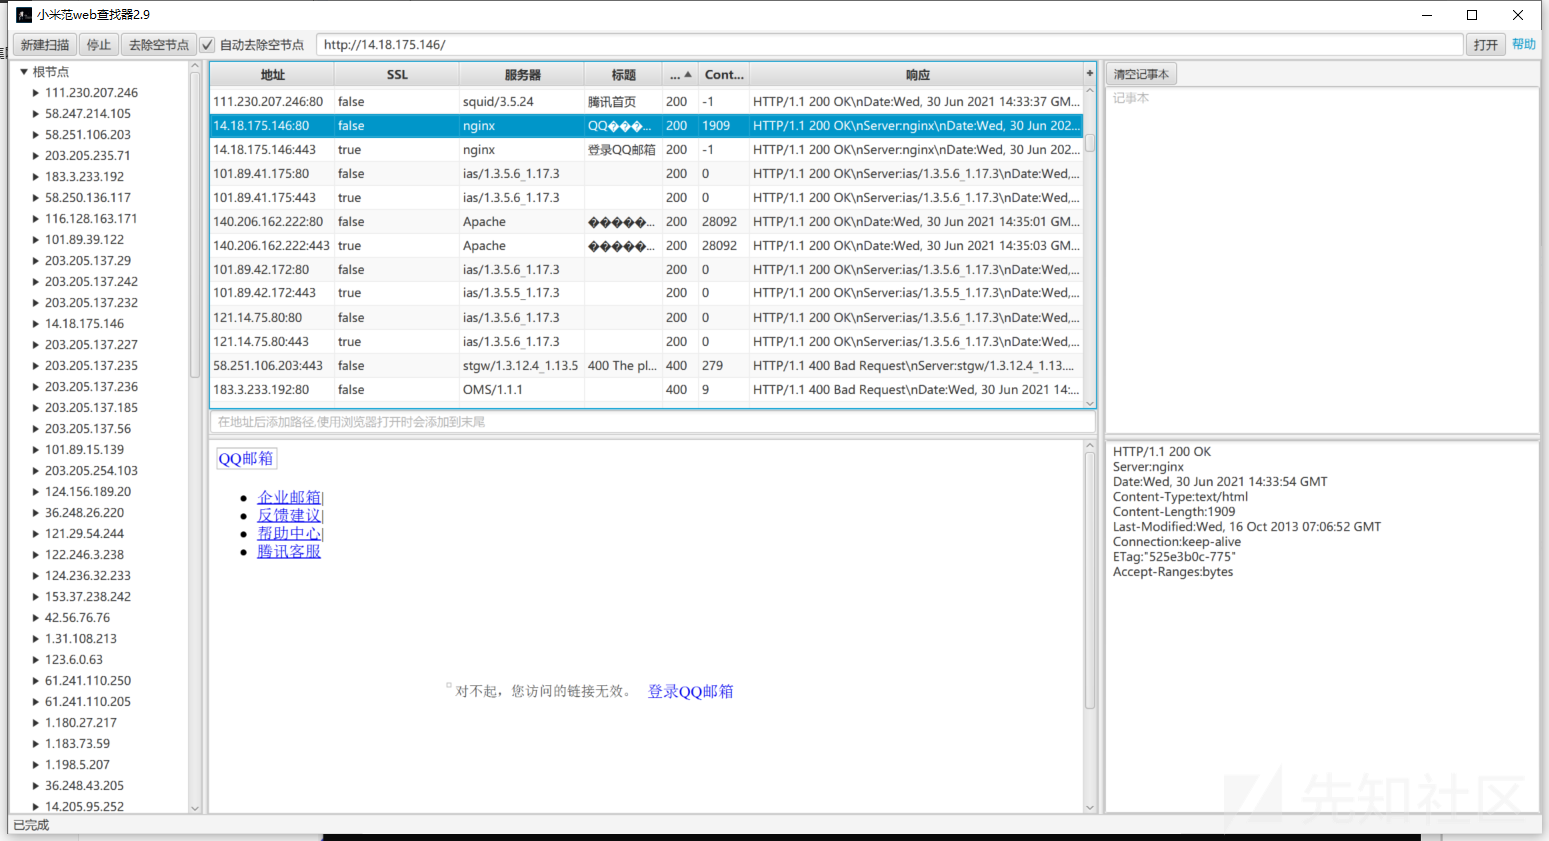 小米范web查找器2.9
新建扫描 停止 去除空节点 自动去除空节点 http://14.18.175.146/ 打开 帮助
根节点
111.230.207.246
58.247.214.105
58.251.106.203
203.205.235.71
183.3.233.192
58.250.136.117
116.128.163.171
101.89.39.122
203.205.137.29
203.205.137.242
203.205.137.232
14.18.175.146
203.205.137.227
203.205.137.235
203.205.137.236
203.205.137.185
203.205.137.56
101.89.15.139
203.205.254.103
124.156.189.20
36.248.26.220
121.29.54.244
122.246.3.238
124.236.32.233
153.37.238.242
42.56.76.76
1.31.108.213
123.6.0.63
61.241.110.250
61.241.110.205
1.180.27.217
1.183.73.59
1.198.5.207
36.248.43.205
14.205.95.252
地址 SSL 服务器 标题 ... Cont... 响应 +
111.230.207.246:80 false squid/3.5.24 腾讯首页 200 -1 HTTP/1.1 200 OK\nDate:Wed, 30 Jun 2021 14:33:37 GM...
14.18.175.146:80 false nginx QQ���... 200 1909 HTTP/1.1 200 OK\nServer:nginx\nDate:Wed, 30 Jun 202...
14.18.175.146:443 true nginx 登录QQ邮箱 200 -1 HTTP/1.1 200 OK\nServer:nginx\nDate:Wed, 30 Jun 202...
101.89.41.175:80 false ias/1.3.5.6_1.17.3 200 0 HTTP/1.1 200 OK\nServer:ias/1.3.5.6_1.17.3\nDate:Wed,...
101.89.41.175:443 true ias/1.3.5.6_1.17.3 200 0 HTTP/1.1 200 OK\nServer:ias/1.3.5.6_1.17.3\nDate:Wed,...
140.206.162.222:80 false Apache �����... 200 28092 HTTP/1.1 200 OK\nDate:Wed, 30 Jun 2021 14:35:01 GM...
140.206.162.222:443 true Apache �����... 200 28092 HTTP/1.1 200 OK\nDate:Wed, 30 Jun 2021 14:35:03 GM...
101.89.42.172:80 false ias/1.3.5.6_1.17.3 200 0 HTTP/1.1 200 OK\nServer:ias/1.3.5.6_1.17.3\nDate:Wed,...
101.89.42.172:443 true ias/1.3.5.5_1.17.3 200 0 HTTP/1.1 200 OK\nServer:ias/1.3.5.5_1.17.3\nDate:Wed,...
121.14.75.80:80 false ias/1.3.5.6_1.17.3 200 0 HTTP/1.1 200 OK\nServer:ias/1.3.5.6_1.17.3\nDate:Wed,...
121.14.75.80:443 true ias/1.3.5.6_1.17.3 200 0 HTTP/1.1 200 OK\nServer:ias/1.3.5.6_1.17.3\nDate:Wed,...
58.251.106.203:443 false stgw/1.3.12.4_1.13.5 400 The pl... 400 279 HTTP/1.1 400 Bad Request\nServer:stgw/1.3.12.4_1.13....
183.3.233.192:80 false OMS/1.1.1 400 9 HTTP/1.1 400 Bad Request\nDate:Wed, 30 Jun 2021 14:...
在地址后添加路径,使用浏览器打开时会添加到末尾
QQ邮箱
企业邮箱|
反馈建议|
帮助中心|
腾讯客服
对不起，您访问的链接无效。 登录QQ邮箱
清空记事本
记事本
HTTP/1.1 200 OK
Server:nginx
Date:Wed, 30 Jun 2021 14:33:54 GMT
Content-Type:text/html
Content-Length:1909
Last-Modified:Wed, 16 Oct 2013 07:06:52 GMT
Connection:keep-alive
ETag:"525e3b0c-775"
Accept-Ranges:bytes
先知社区
已完成